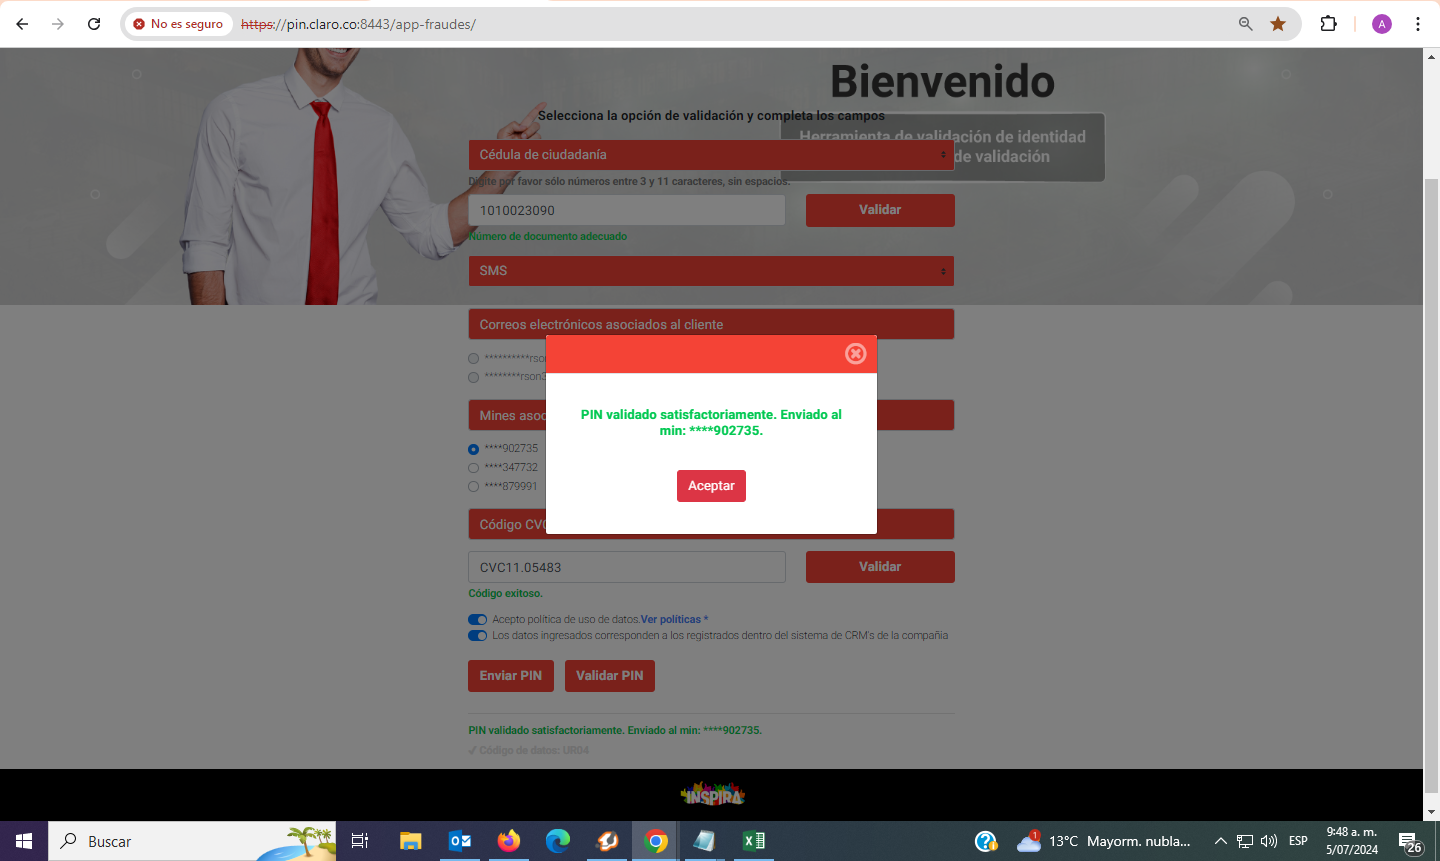 No es seguro
https://pin.claro.co:8443/app-fraudes/
A
Bienvenido
Selecciona la opción de validación y completa los campos
Herramienta de validación de identidad
de validación
Cédula de ciudadanía
Digite por favor sólo números entre 3 y 11 caracteres, sin espacios.
1010023090
Validar
Número de documento adecuado
SMS
Correos electrónicos asociados al cliente
**********rson
********rson3
Mines asoc
****902735
****347732
****879991
PIN validado satisfactoriamente. Enviado al
min: ****902735.
Aceptar
Código CVC
CVC11.05483
Validar
Código exitoso.
Acepto política de uso de datos.Ver políticas *
Los datos ingresados corresponden a los registrados dentro del sistema de CRM's de la compañia
Enviar PIN
Validar PIN
PIN validado satisfactoriamente. Enviado al min: ****902735.
✔ Código de datos: UR04
INSPIRA
Buscar
1
13°C Mayorm. nubla...
ESP
9:48 a. m.
5/07/2024
26